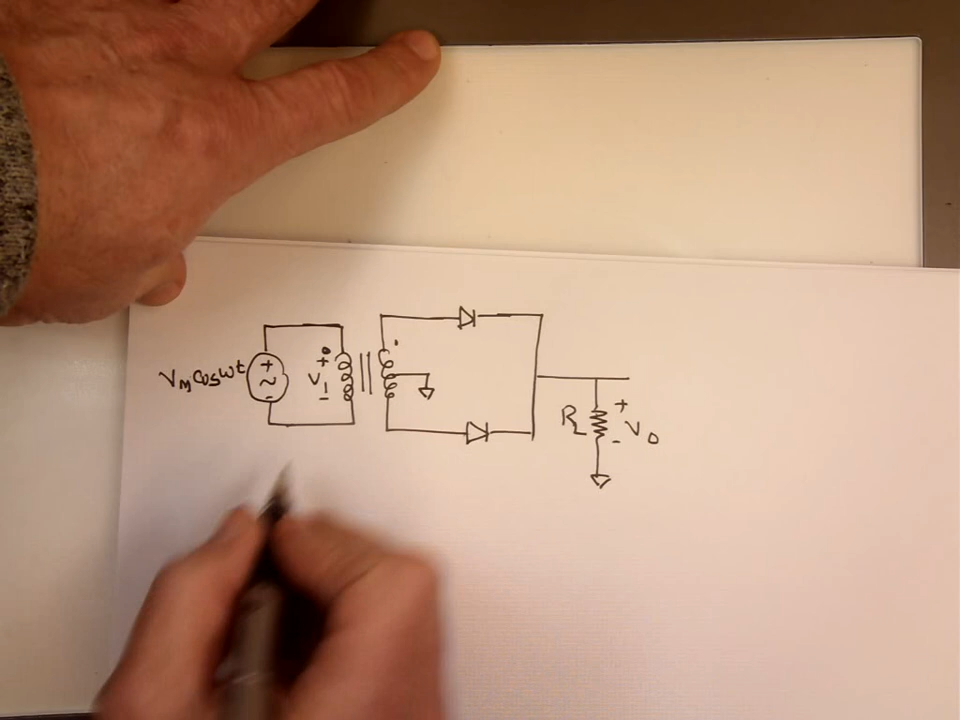 V_M cos ωt
+
~
-
+
V_1
-
R_L
+
V_o
-